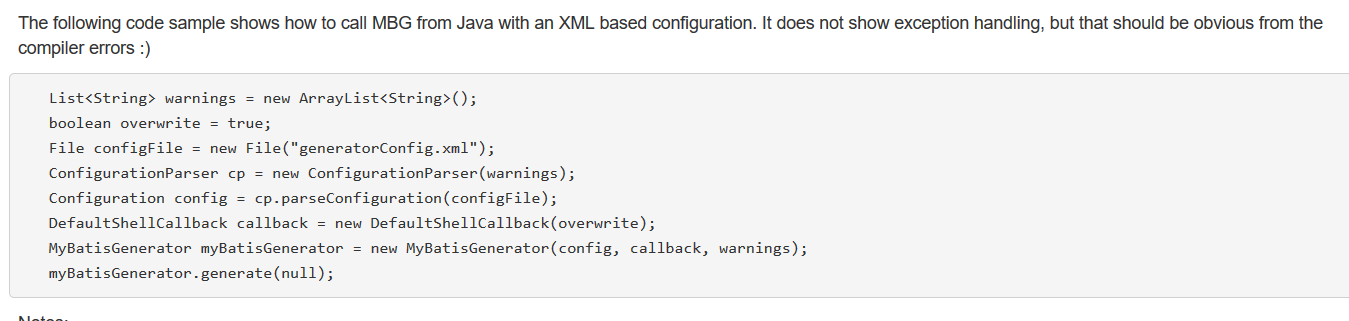 The following code sample shows how to call MBG from Java with an XML based configuration. It does not show exception handling, but that should be obvious from the
compiler errors :)
List<String> warnings = new ArrayList<String>();
boolean overwrite = true;
File configFile = new File("generatorConfig.xml");
ConfigurationParser cp = new ConfigurationParser(warnings);
Configuration config = cp.parseConfiguration(configFile);
DefaultShellCallback callback = new DefaultShellCallback(overwrite);
MyBatisGenerator myBatisGenerator = new MyBatisGenerator(config, callback, warnings);
myBatisGenerator.generate(null);